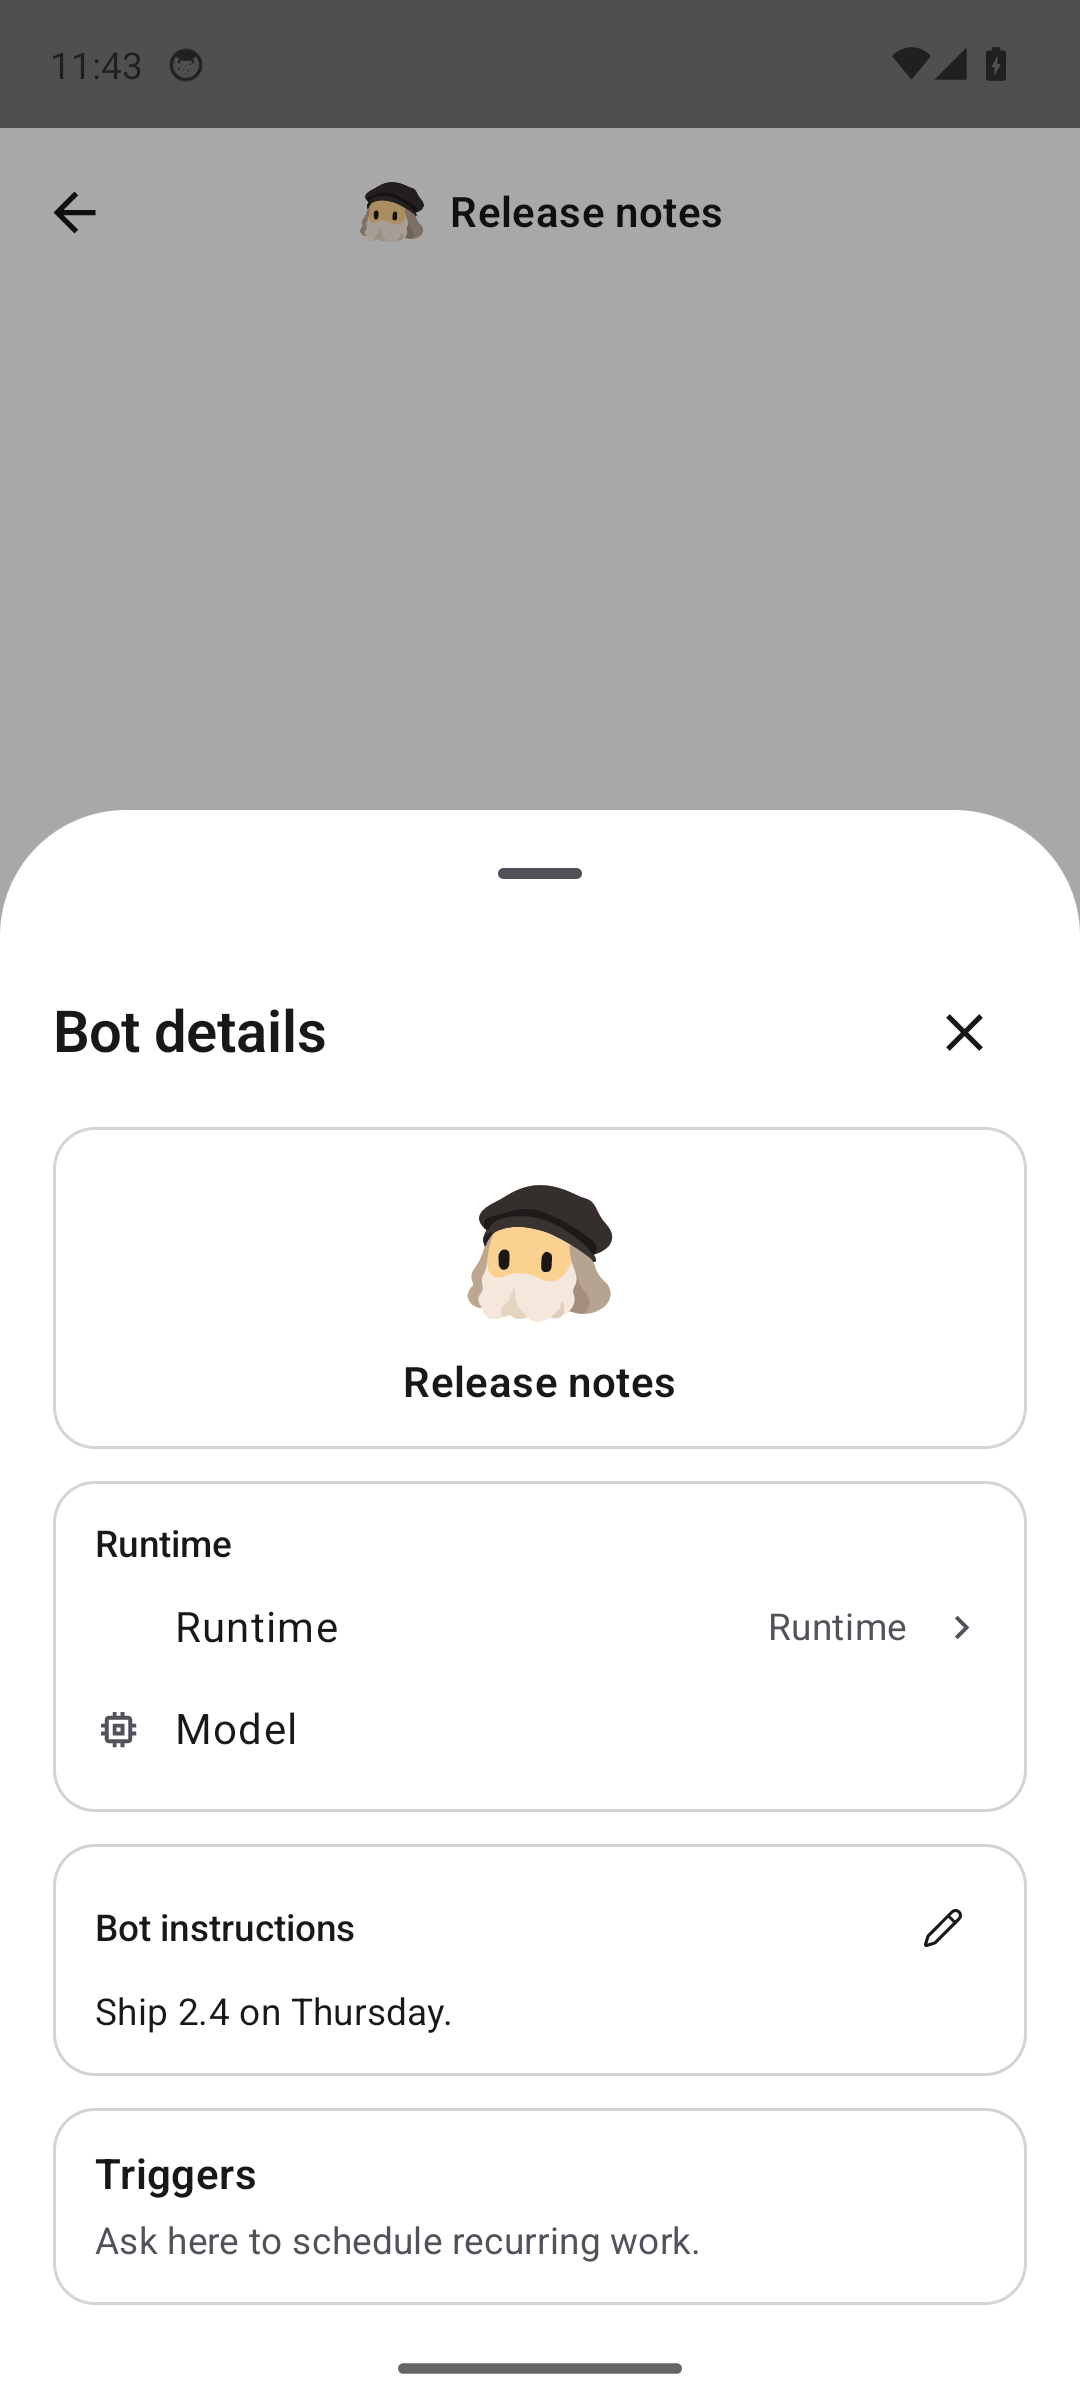 11:43
Release notes
Bot details
Release notes
Runtime
Runtime Runtime
Model
Bot instructions
Ship 2.4 on Thursday.
Triggers
Ask here to schedule recurring work.